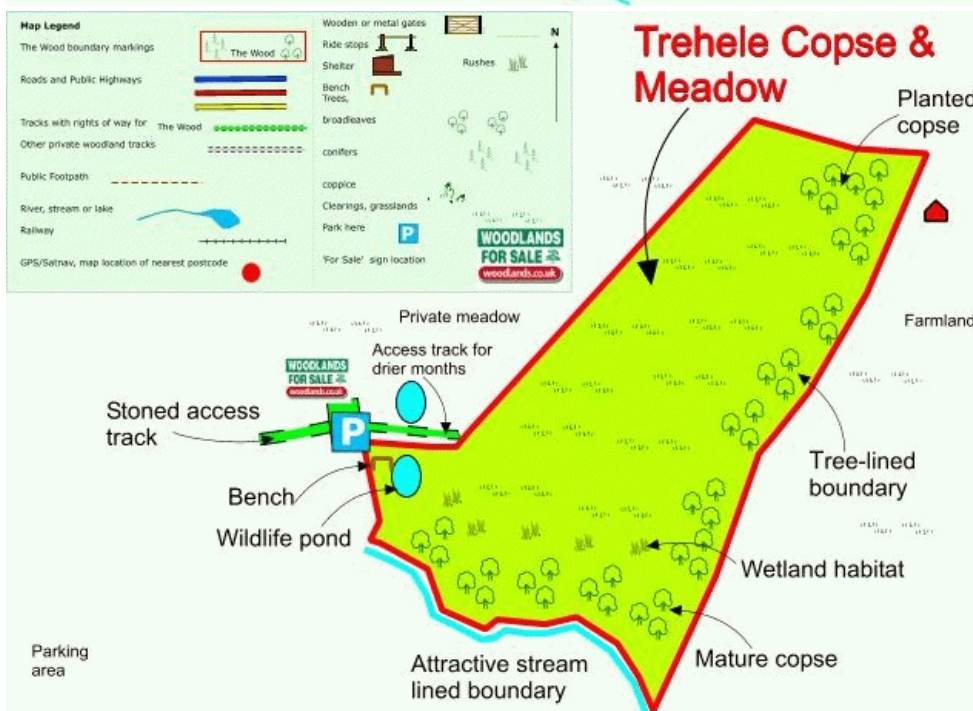 Map Legend
The Wood boundary markings
The Wood
Roads and Public Highways
Tracks with rights of way for The Wood
Other private woodland tracks
Public Footpath
River, stream or lake
Railway
GPS/Satnav, map location of nearest postcode
Wooden or metal gates
Ride stops
Shelter
Rushes
Bench
Trees,
broadleaves
conifers
coppice
Clearings, grasslands
Park here
P
'For Sale' sign location
N
WOODLANDS
FOR SALE
woodlands.co.uk
Trehele Copse &
Meadow
Planted
copse
Farmland
Private meadow
Access track for
drier months
WOODLANDS
FOR SALE
woodlands.co.uk
Stoned access
track
P
Bench
Wildlife pond
Tree-lined
boundary
Wetland habitat
Mature copse
Attractive stream
lined boundary
Parking
area